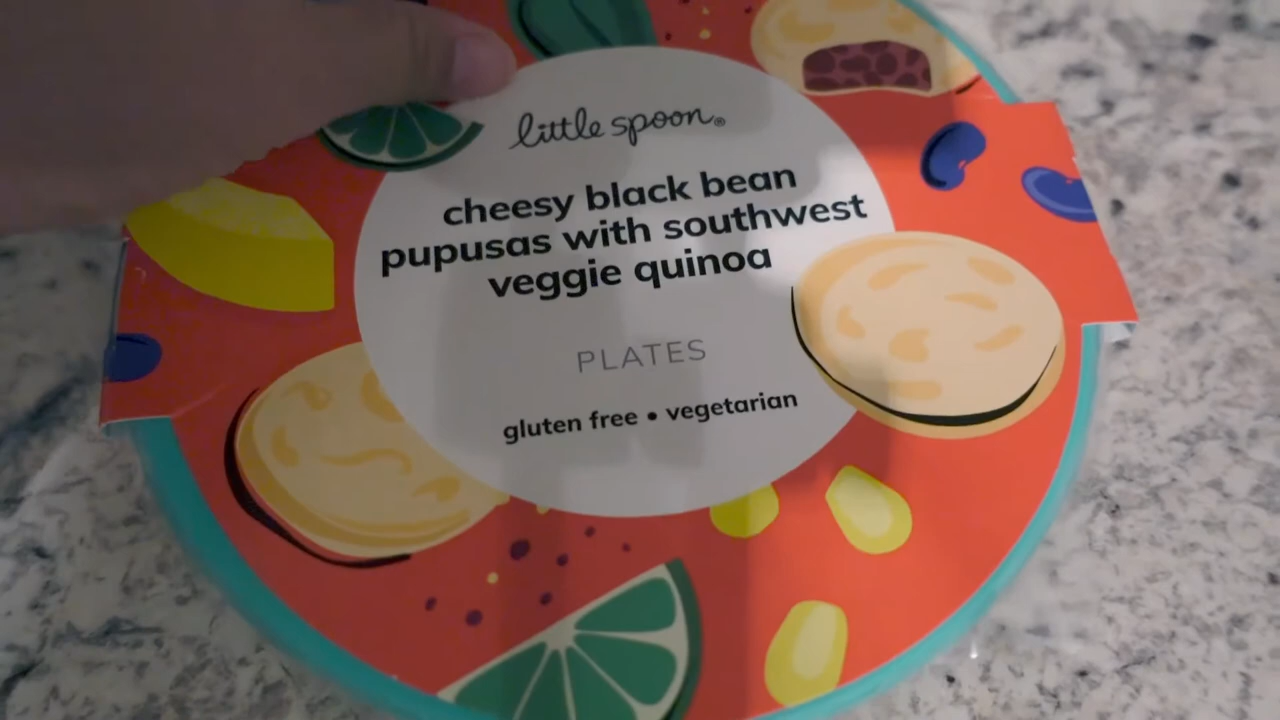 little spoon®
cheesy black bean
pupusas with southwest
veggie quinoa
PLATES
gluten free • vegetarian